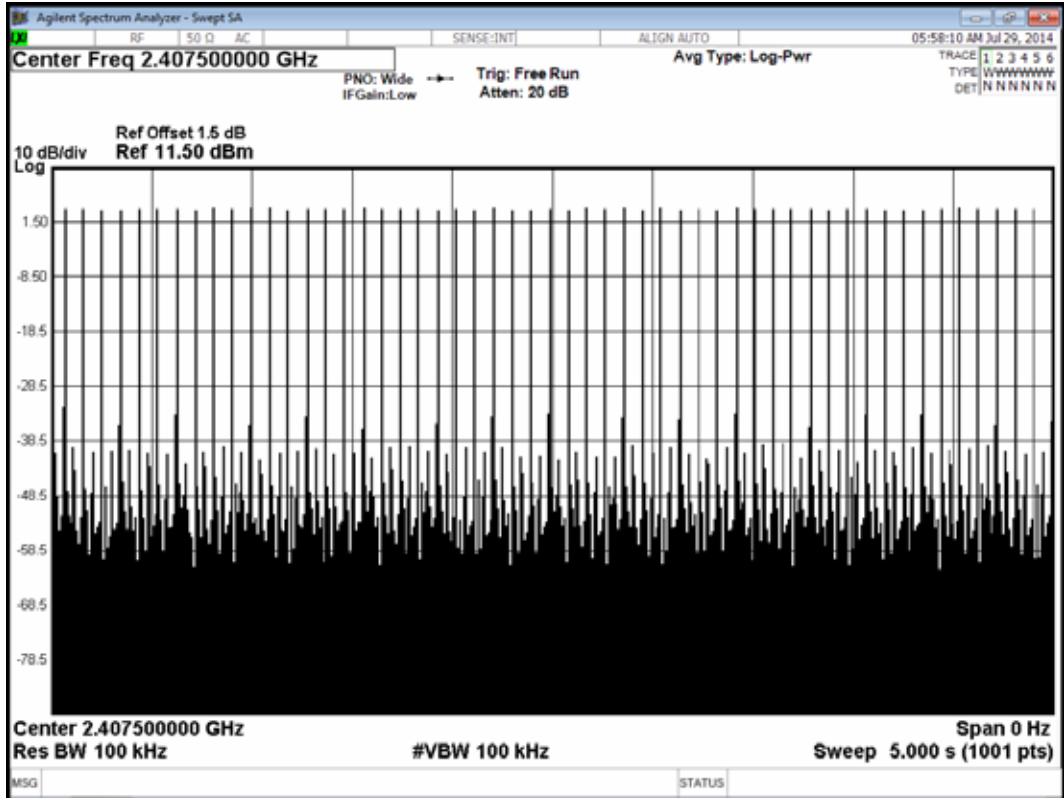 Agilent Spectrum Analyzer - Swept SA
RF 50 Ω AC SENSE:INT ALIGN AUTO 05:58:10 AM Jul 29, 2014
Center Freq 2.407500000 GHz
PNO: Wide
IFGain:Low
Trig: Free Run
Atten: 20 dB
Avg Type: Log-Pwr
TRACE 1 2 3 4 5 6
TYPE WWWWWW
DET N N N N N N
Ref Offset 1.5 dB
10 dB/div Ref 11.50 dBm
Log
1.50
-8.50
-18.5
-28.5
-38.5
-48.5
-58.5
-68.5
-78.5
Center 2.407500000 GHz Span 0 Hz
Res BW 100 kHz #VBW 100 kHz Sweep 5.000 s (1001 pts)
MSG STATUS